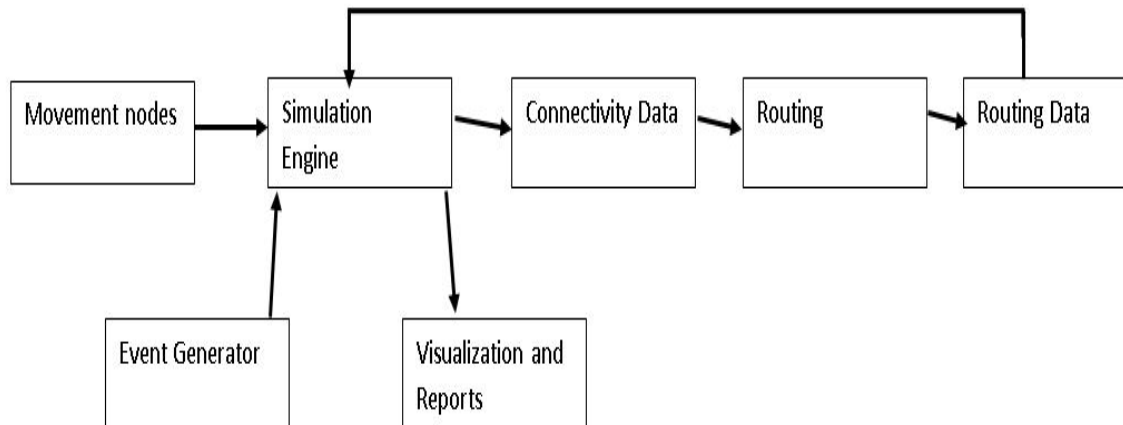 Movement nodes
Simulation
Engine
Connectivity Data
Routing
Routing Data
Event Generator
Visualization and
Reports